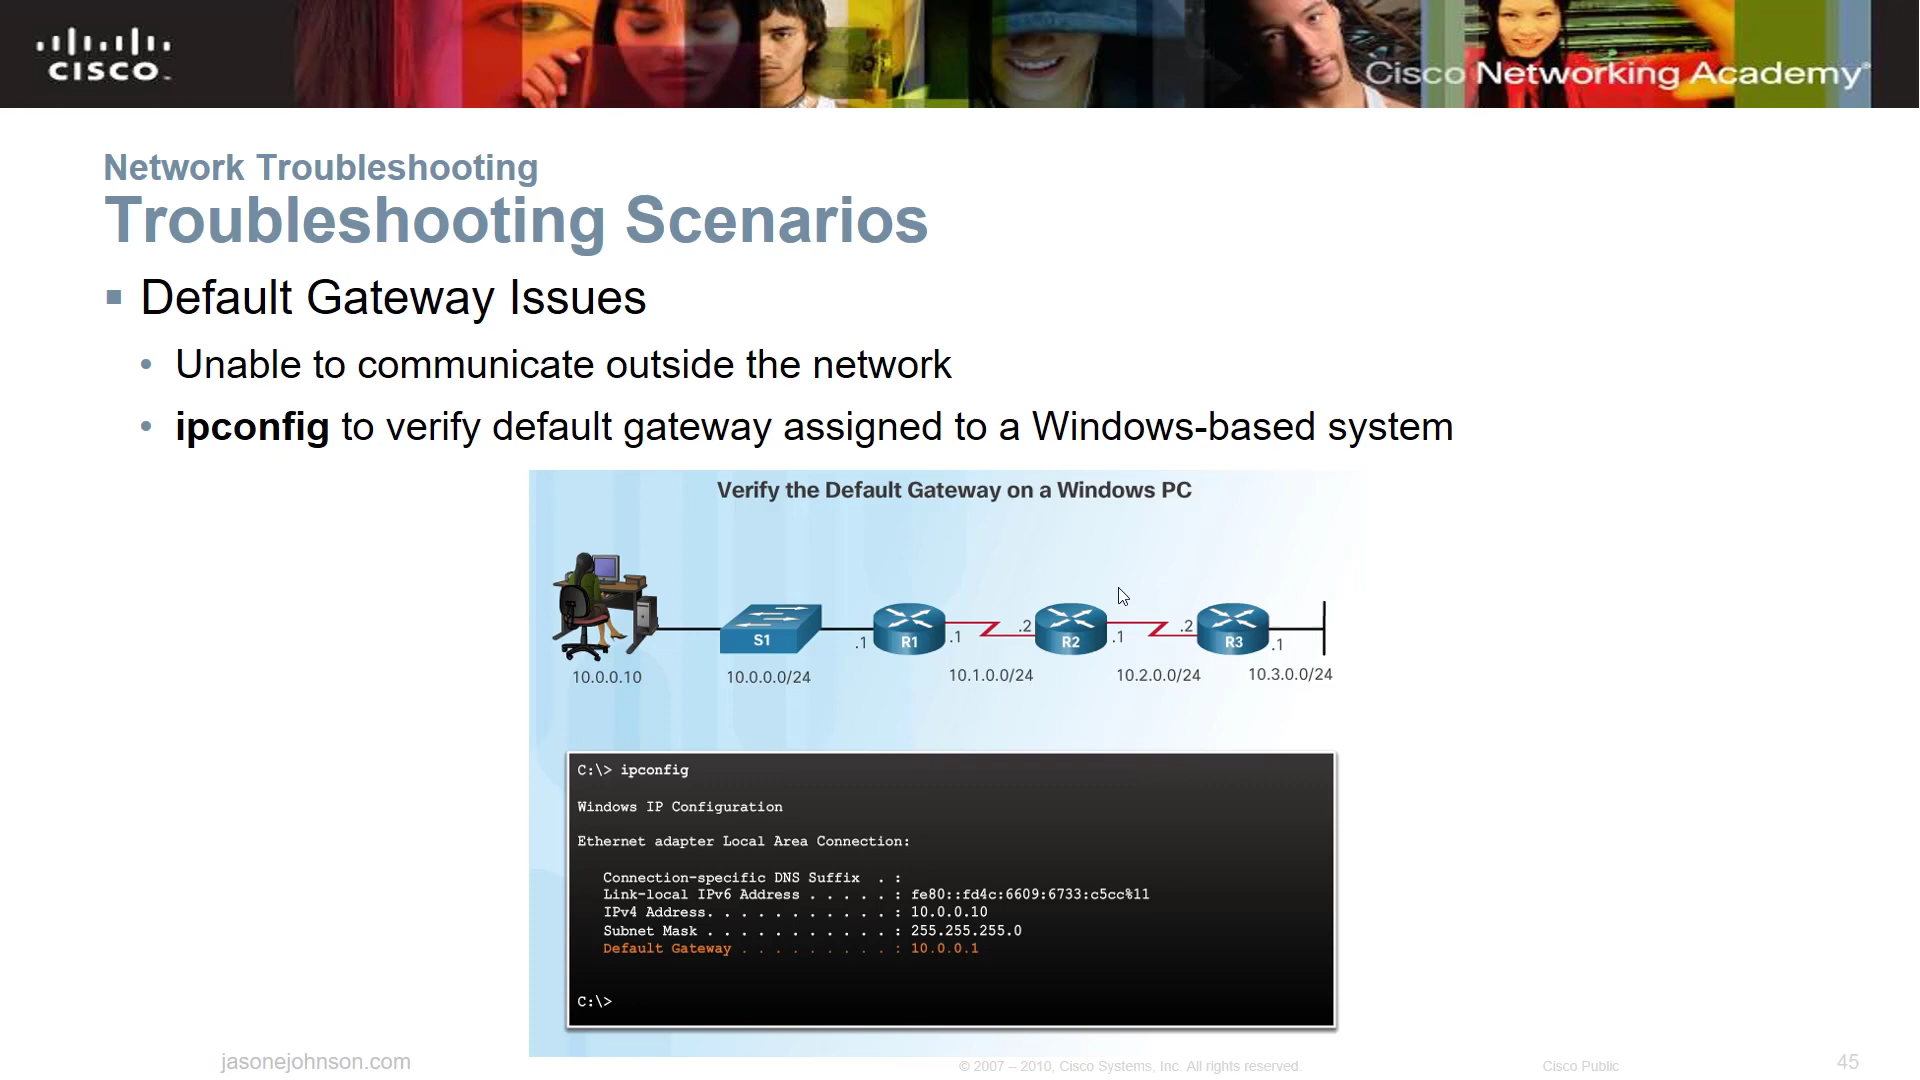 CISCO
Cisco Networking Academy®
Network Troubleshooting
Troubleshooting Scenarios
Default Gateway Issues
Unable to communicate outside the network
ipconfig to verify default gateway assigned to a Windows-based system
Verify the Default Gateway on a Windows PC
S1
.1
R1
.1
.2
R2
.1
.2
R3
.1
10.0.0.10
10.0.0.0/24
10.1.0.0/24
10.2.0.0/24
10.3.0.0/24
C:\> ipconfig
Windows IP Configuration
Ethernet adapter Local Area Connection:
Connection-specific DNS Suffix . :
Link-local IPv6 Address . . . . . : fe80::fd4c:6609:6733:c5cc%11
IPv4 Address. . . . . . . . . . . : 10.0.0.10
Subnet Mask . . . . . . . . . . . : 255.255.255.0
Default Gateway . . . . . . . . . : 10.0.0.1
C:\>
jasonejohnson.com
© 2007 – 2010, Cisco Systems, Inc. All rights reserved.
Cisco Public
45